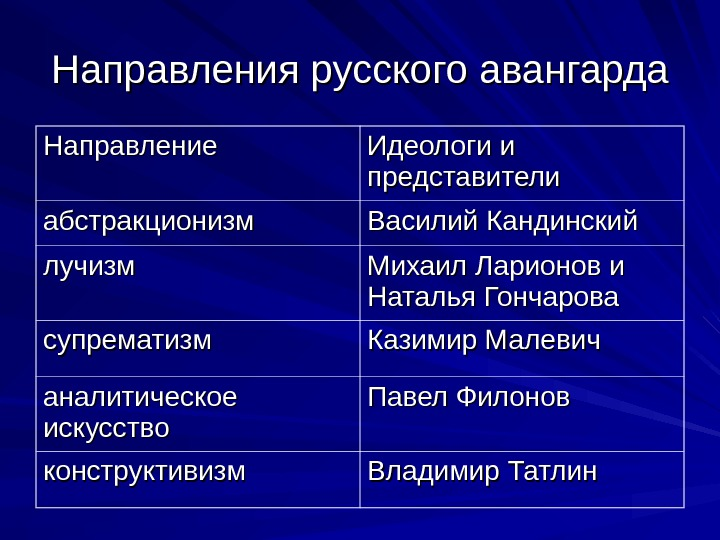 Направления русского авангарда
Направление
Идеологи и
представители
абстракционизм
Василий Кандинский
лучизм
Михаил Ларионов и
Наталья Гончарова
супрематизм
Казимир Малевич
аналитическое
искусство
Павел Филонов
конструктивизм
Владимир Татлин